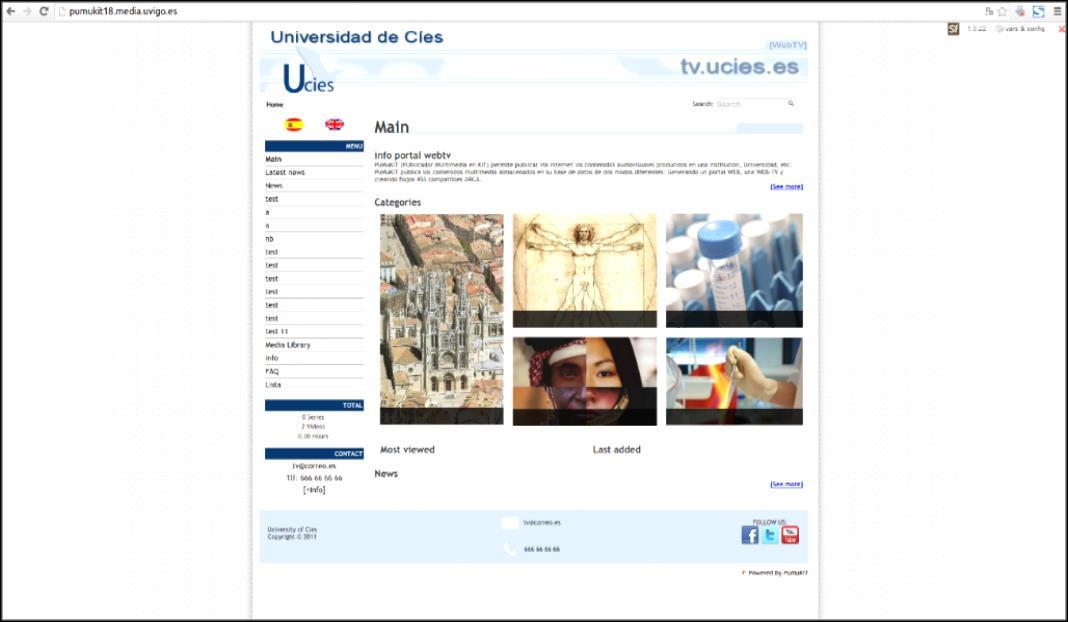 pumukit18.media.uvigo.es
1.3.22 vars & config
Universidad de Cíes
[WebTV]
tv.ucies.es
Ucies
Home
Search: Search
MENU
Main
Latest news
News
test
a
a
nb
test
test
test
test
test
test
test 11
Media Library
Info
FAQ
Lista
TOTAL
0 Series
2 Videos
0.00 Hours
CONTACT
tv@correo.es
Tlf: 666 66 66 66
[+info]
Main
info portal webtv
PuMuKIT (PUblicador MUltimedia en KIT) permite publicar vía Internet los contenidos audiovisuales producidos en una Institución, Universidad, etc.
PuMuKIT publica los contenidos multimedia almacenados en su base de datos de dos modos diferentes: Generando un portal WEB, una WEB-TV y
creando flujos RSS compatibles ARCA.
[See more]
Categories
Most viewed
Last added
News
[See more]
University of Cíes
Copyright © 2011
tv@correo.es
666 66 66 66
FOLLOW US:
You Tube
Powered by PuMuKIT